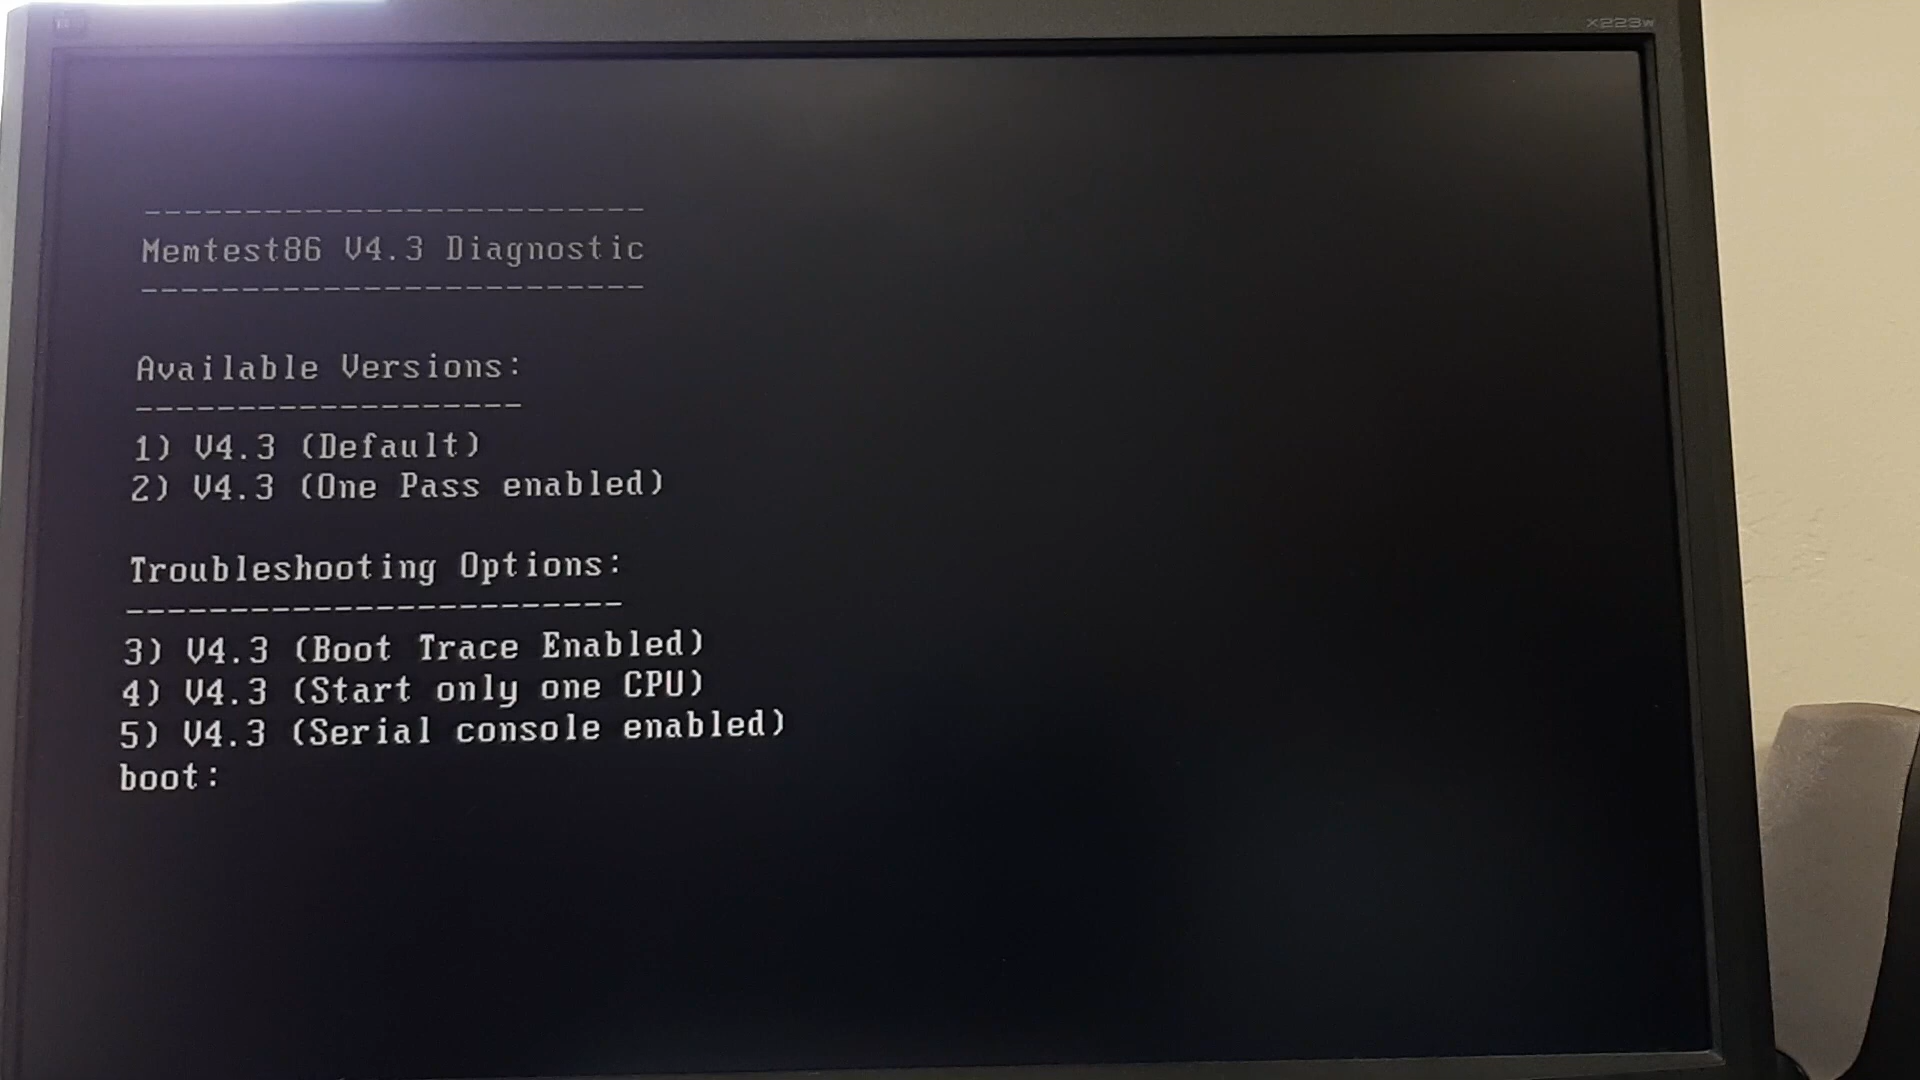 X223W
-------------------------
Memtest86 V4.3 Diagnostic
-------------------------
Available Versions:
-------------------
1) V4.3 (Default)
2) V4.3 (One Pass enabled)
Troubleshooting Options:
------------------------
3) V4.3 (Boot Trace Enabled)
4) V4.3 (Start only one CPU)
5) V4.3 (Serial console enabled)
boot: